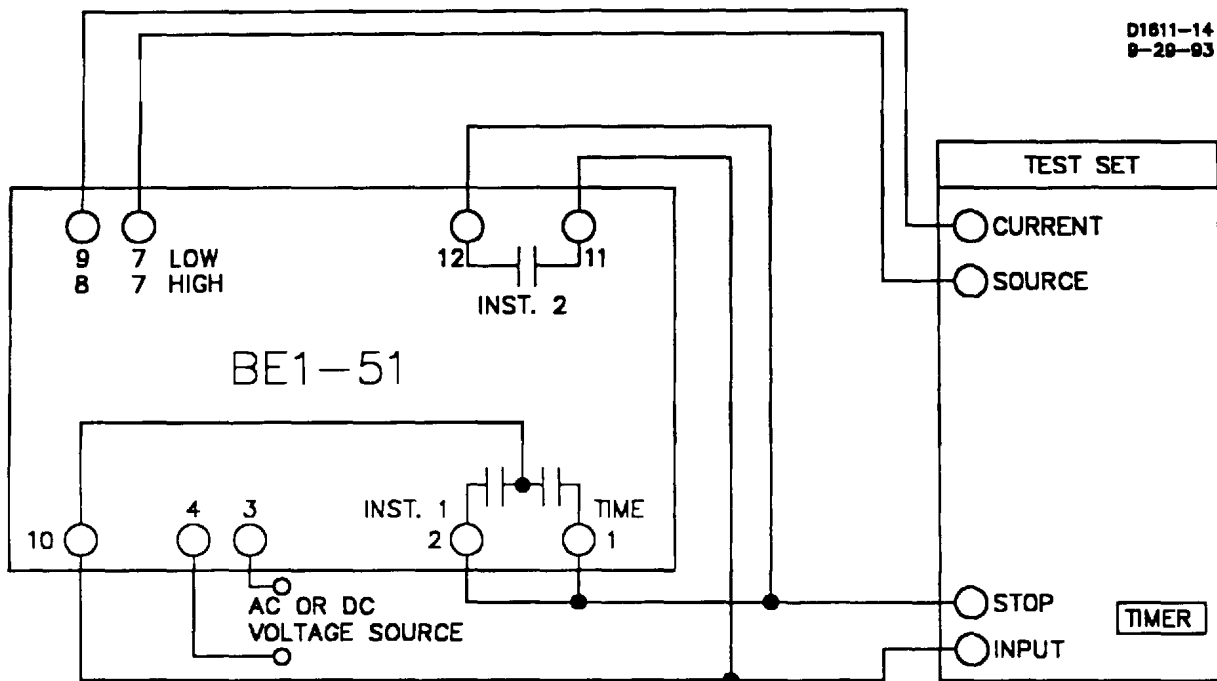 D1611-14
9-29-93
TEST SET
CURRENT
SOURCE
9 7 LOW
8 7 HIGH
12 11
INST. 2
BE1-51
INST. 1 TIME
10 4 3 2 1
AC OR DC
VOLTAGE SOURCE
STOP
INPUT
TIMER